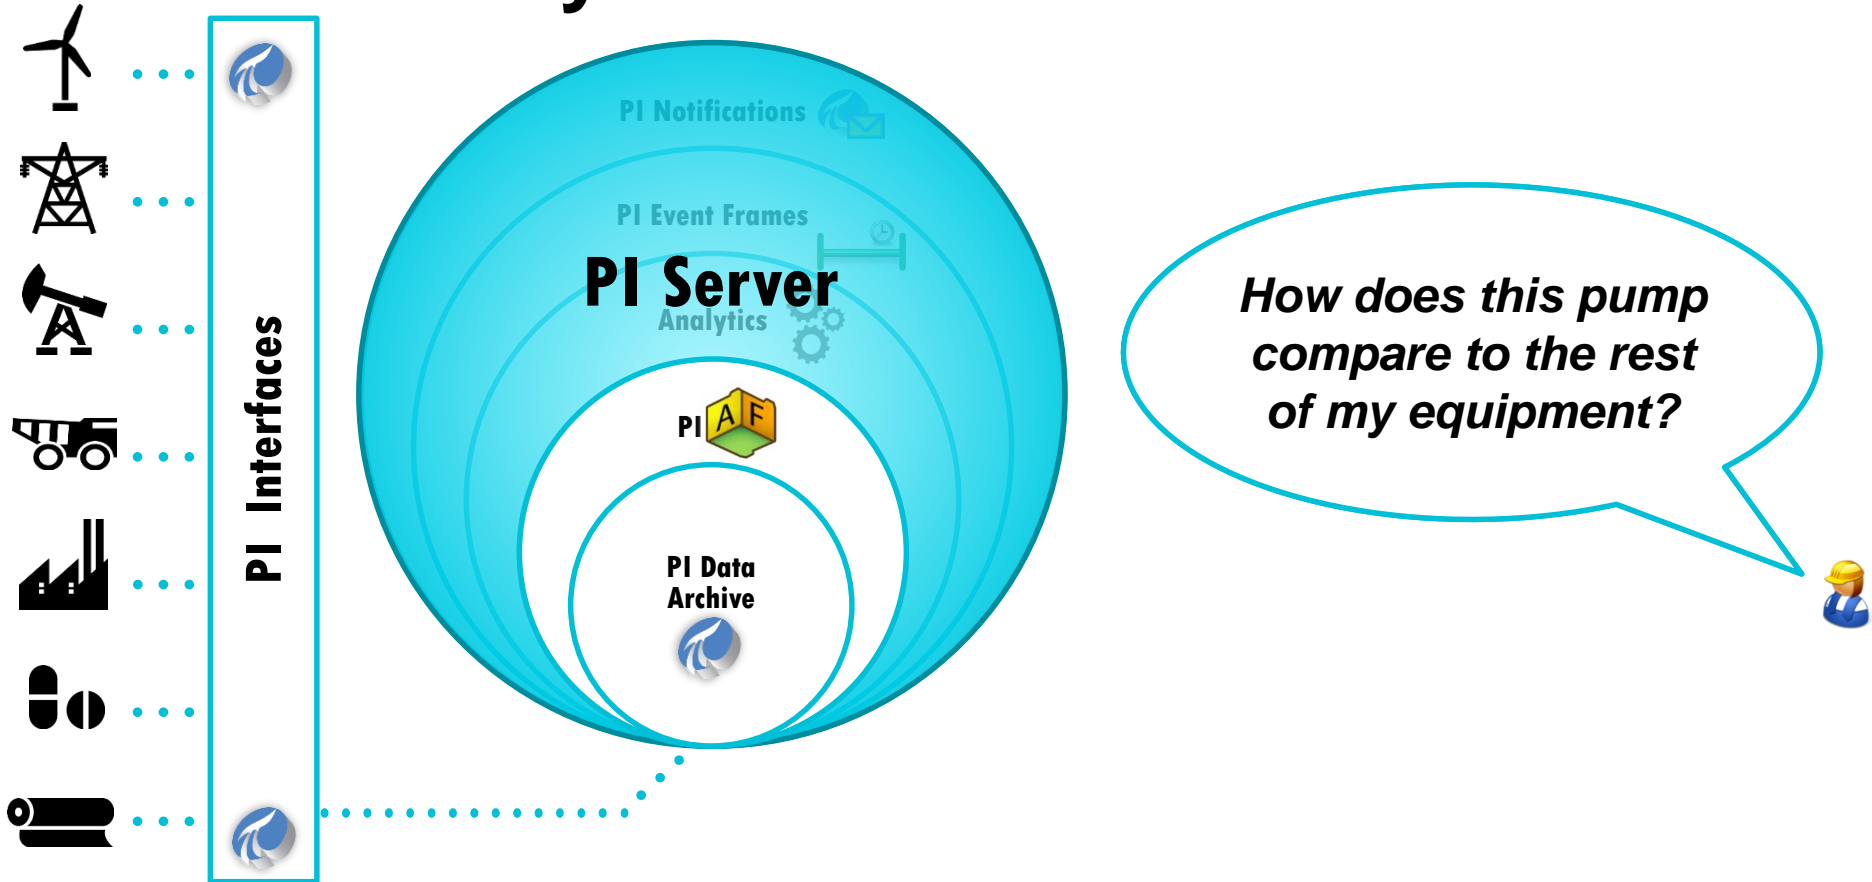 PI Interfaces
PI Notifications
PI Event Frames
PI Server
Analytics
PI AF
PI Data
Archive
How does this pump
compare to the rest
of my equipment?